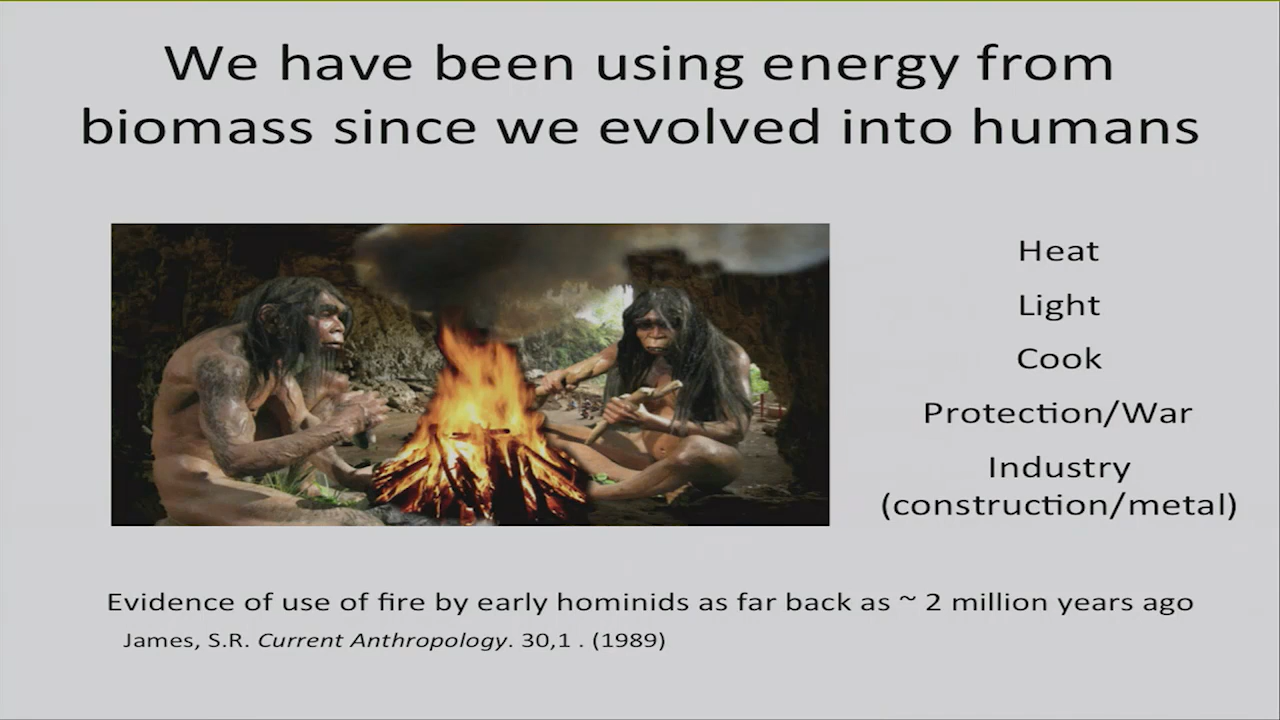 We have been using energy from
biomass since we evolved into humans
Heat
Light
Cook
Protection/War
Industry
(construction/metal)
Evidence of use of fire by early hominids as far back as ~ 2 million years ago
James, S.R. Current Anthropology. 30,1 . (1989)